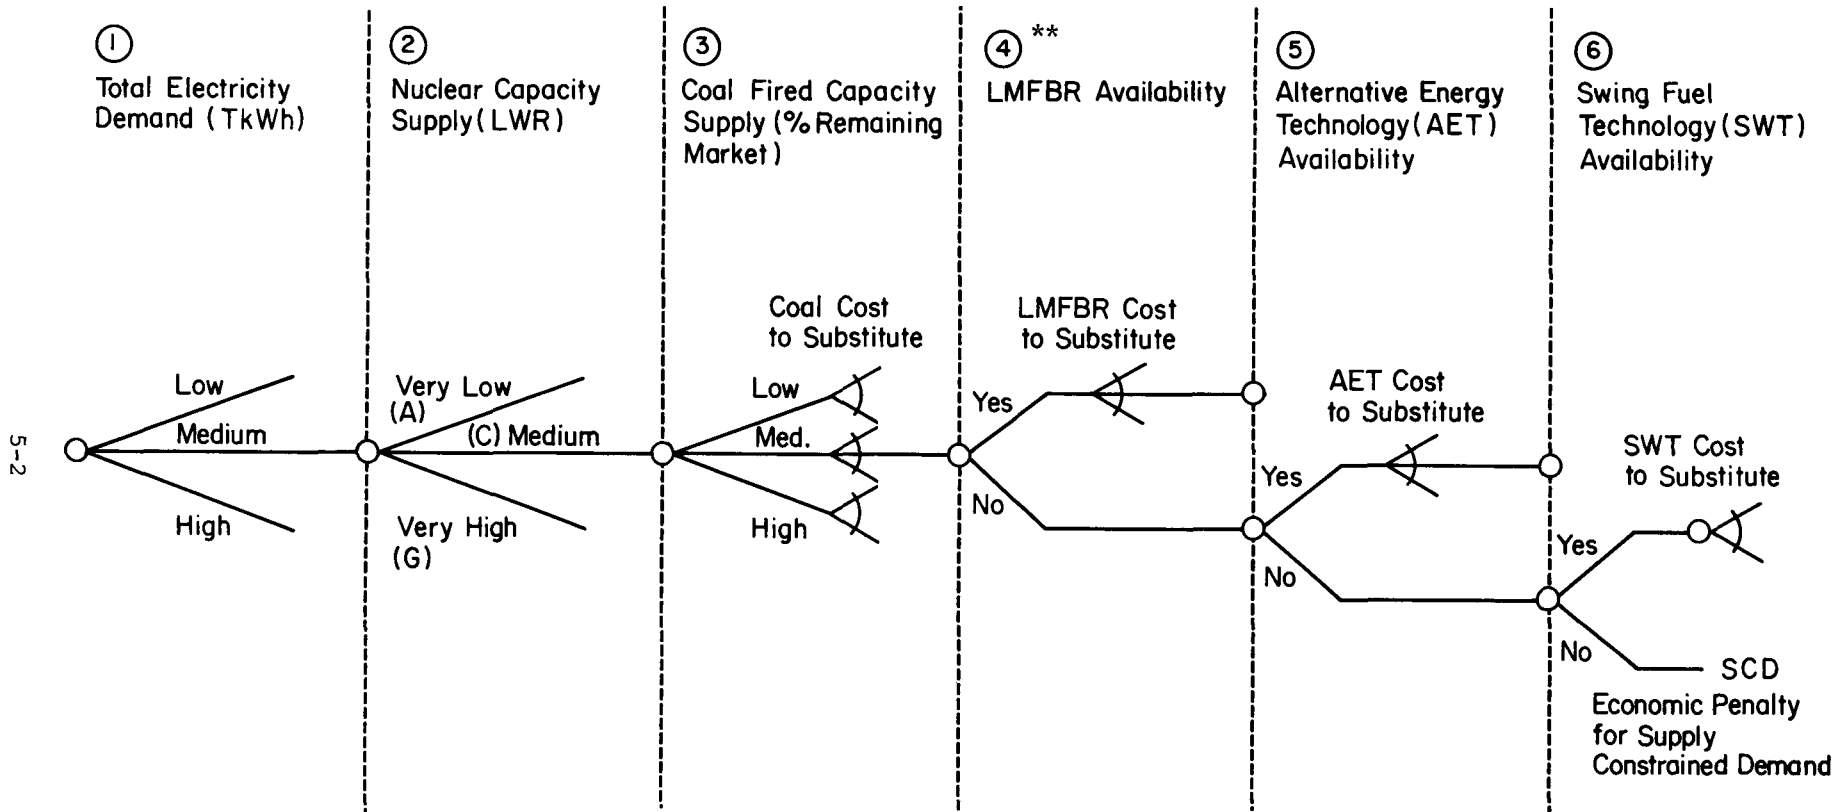 ①
Total Electricity
Demand (TkWh)
②
Nuclear Capacity
Supply (LWR)
③
Coal Fired Capacity
Supply (% Remaining
Market)
④ **
LMFBR Availability
⑤
Alternative Energy
Technology (AET)
Availability
⑥
Swing Fuel
Technology (SWT)
Availability
Low
Medium
High
Very Low
(A)
(C) Medium
Very High
(G)
Coal Cost
to Substitute
Low
Med.
High
LMFBR Cost
to Substitute
Yes
No
AET Cost
to Substitute
Yes
No
SWT Cost
to Substitute
Yes
No
SCD
Economic Penalty
for Supply
Constrained Demand
5-2